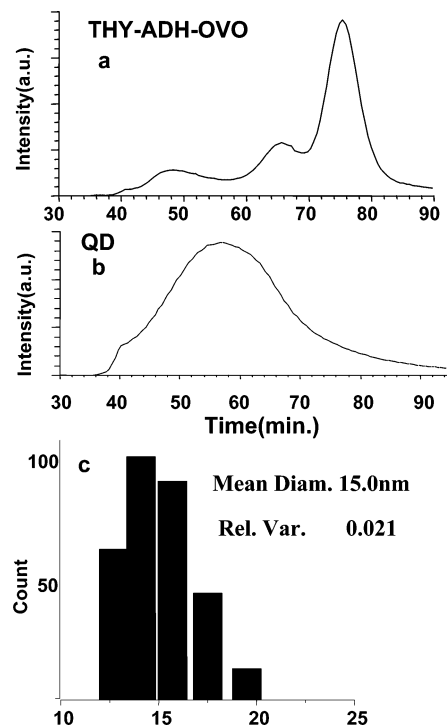 THY-ADH-OVO
a
Intensity(a.u.)
30 40 50 60 70 80 90
QD
b
Intensity(a.u.)
30 40 50 60 70 80 90
Time(min.)
c
100
Mean Diam. 15.0nm
Rel. Var. 0.021
50
Count
10 15 20 25